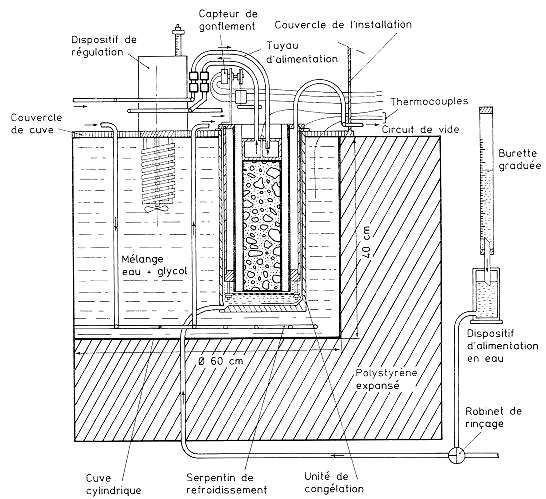 Capteur de
gonflement
Couvercle de l'installation
Dispositif de
régulation
Tuyau
d'alimentation
Thermocouples
Couvercle
de cuve
Circuit de vide
Burette
graduée
40 cm
Mélange
eau + glycol
Dispositif
d'alimentation
en eau
Ø 60 cm
Polystyrène
expansé
Robinet de
rinçage
Cuve
cylindrique
Serpentin de
refroidissement
Unité de
congélation